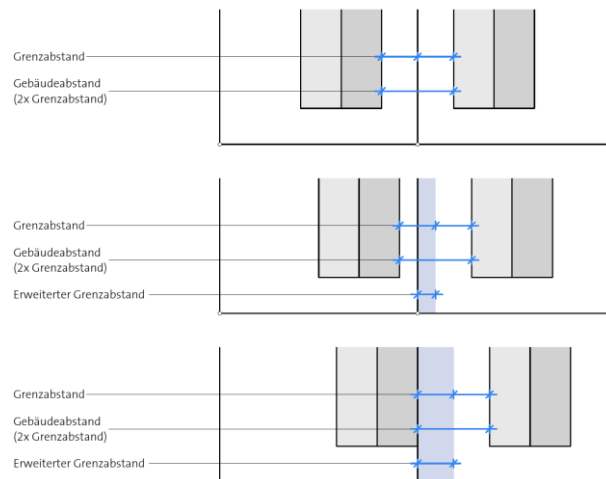 Grenzabstand
Gebäudeabstand
(2x Grenzabstand)
Grenzabstand
Gebäudeabstand
(2x Grenzabstand)
Erweiterter Grenzabstand
Grenzabstand
Gebäudeabstand
(2x Grenzabstand)
Erweiterter Grenzabstand